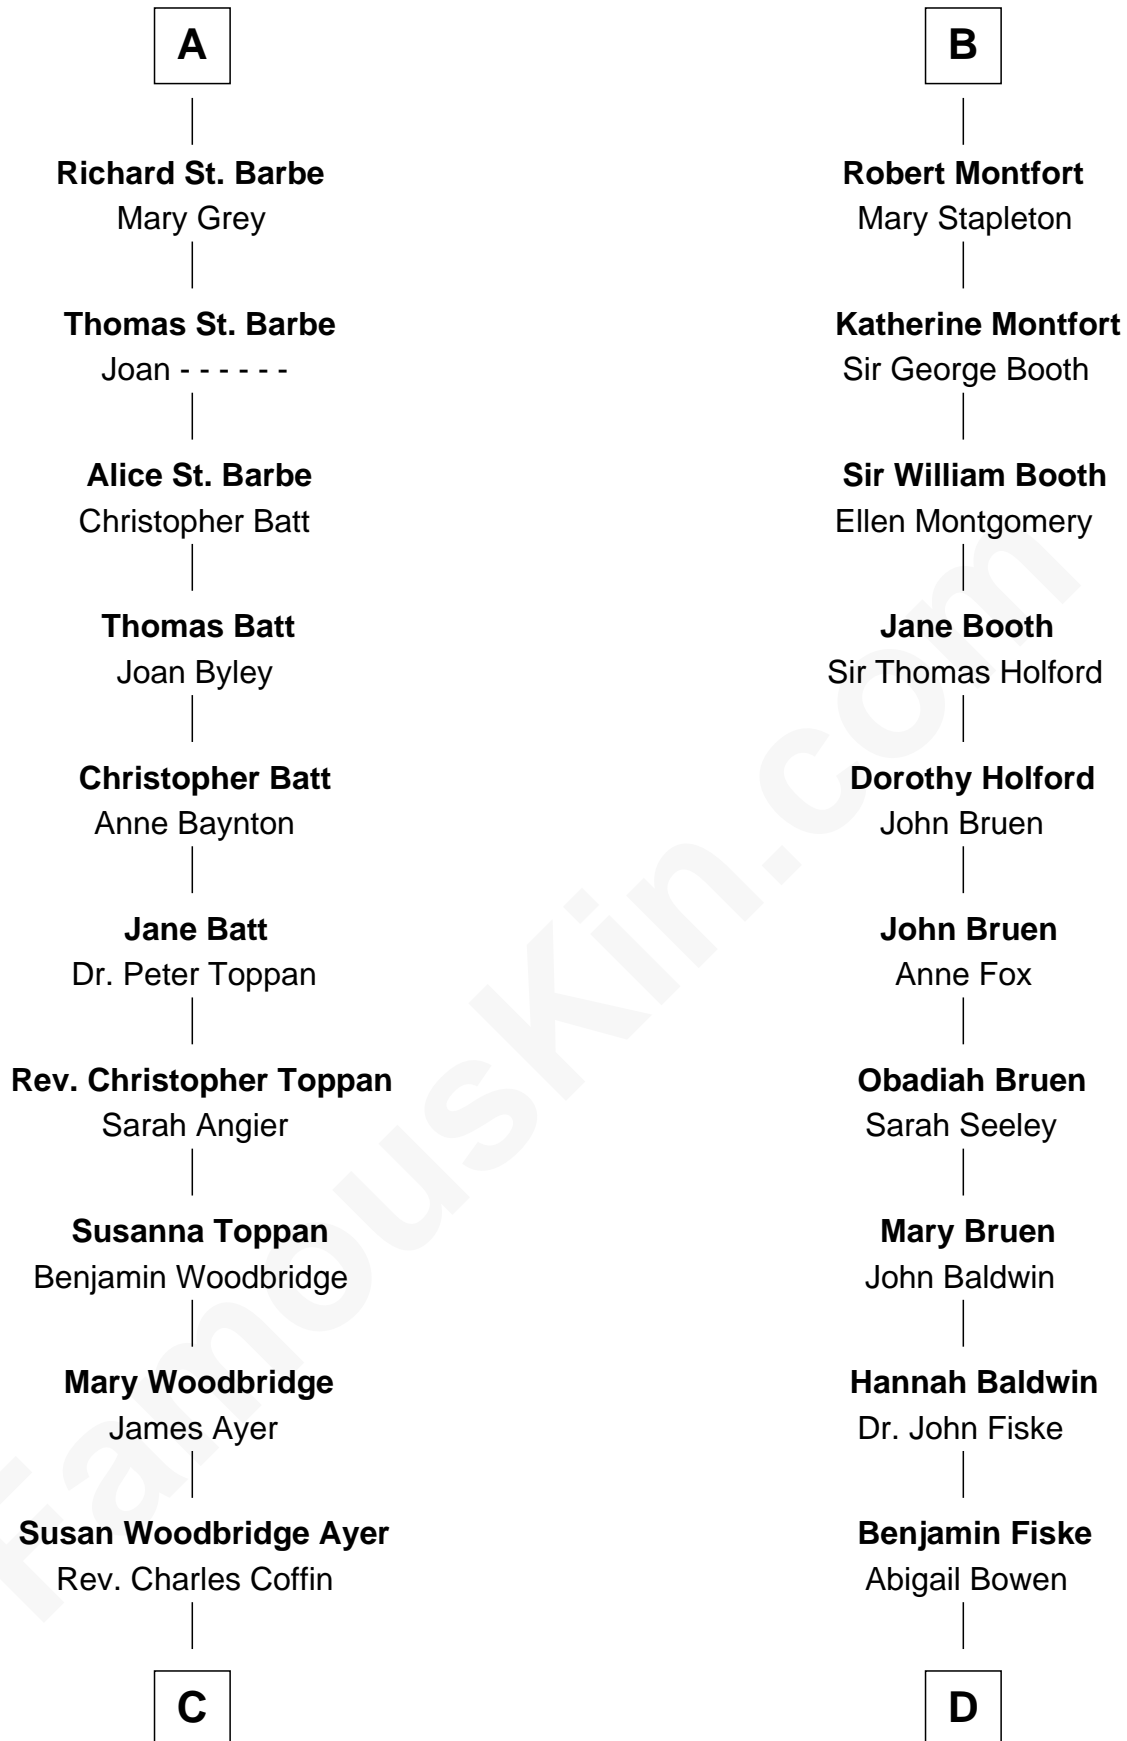 A
Richard St. Barbe
Mary Grey
Thomas St. Barbe
Joan - - - - - -
Alice St. Barbe
Christopher Batt
Thomas Batt
Joan Byley
Christopher Batt
Anne Baynton
Jane Batt
Dr. Peter Toppan
Rev. Christopher Toppan
Sarah Angier
Susanna Toppan
Benjamin Woodbridge
Mary Woodbridge
James Ayer
Susan Woodbridge Ayer
Rev. Charles Coffin
C
B
Robert Montfort
Mary Stapleton
Katherine Montfort
Sir George Booth
Sir William Booth
Ellen Montgomery
Jane Booth
Sir Thomas Holford
Dorothy Holford
John Bruen
John Bruen
Anne Fox
Obadiah Bruen
Sarah Seeley
Mary Bruen
John Baldwin
Hannah Baldwin
Dr. John Fiske
Benjamin Fiske
Abigail Bowen
D
FamousKin.com